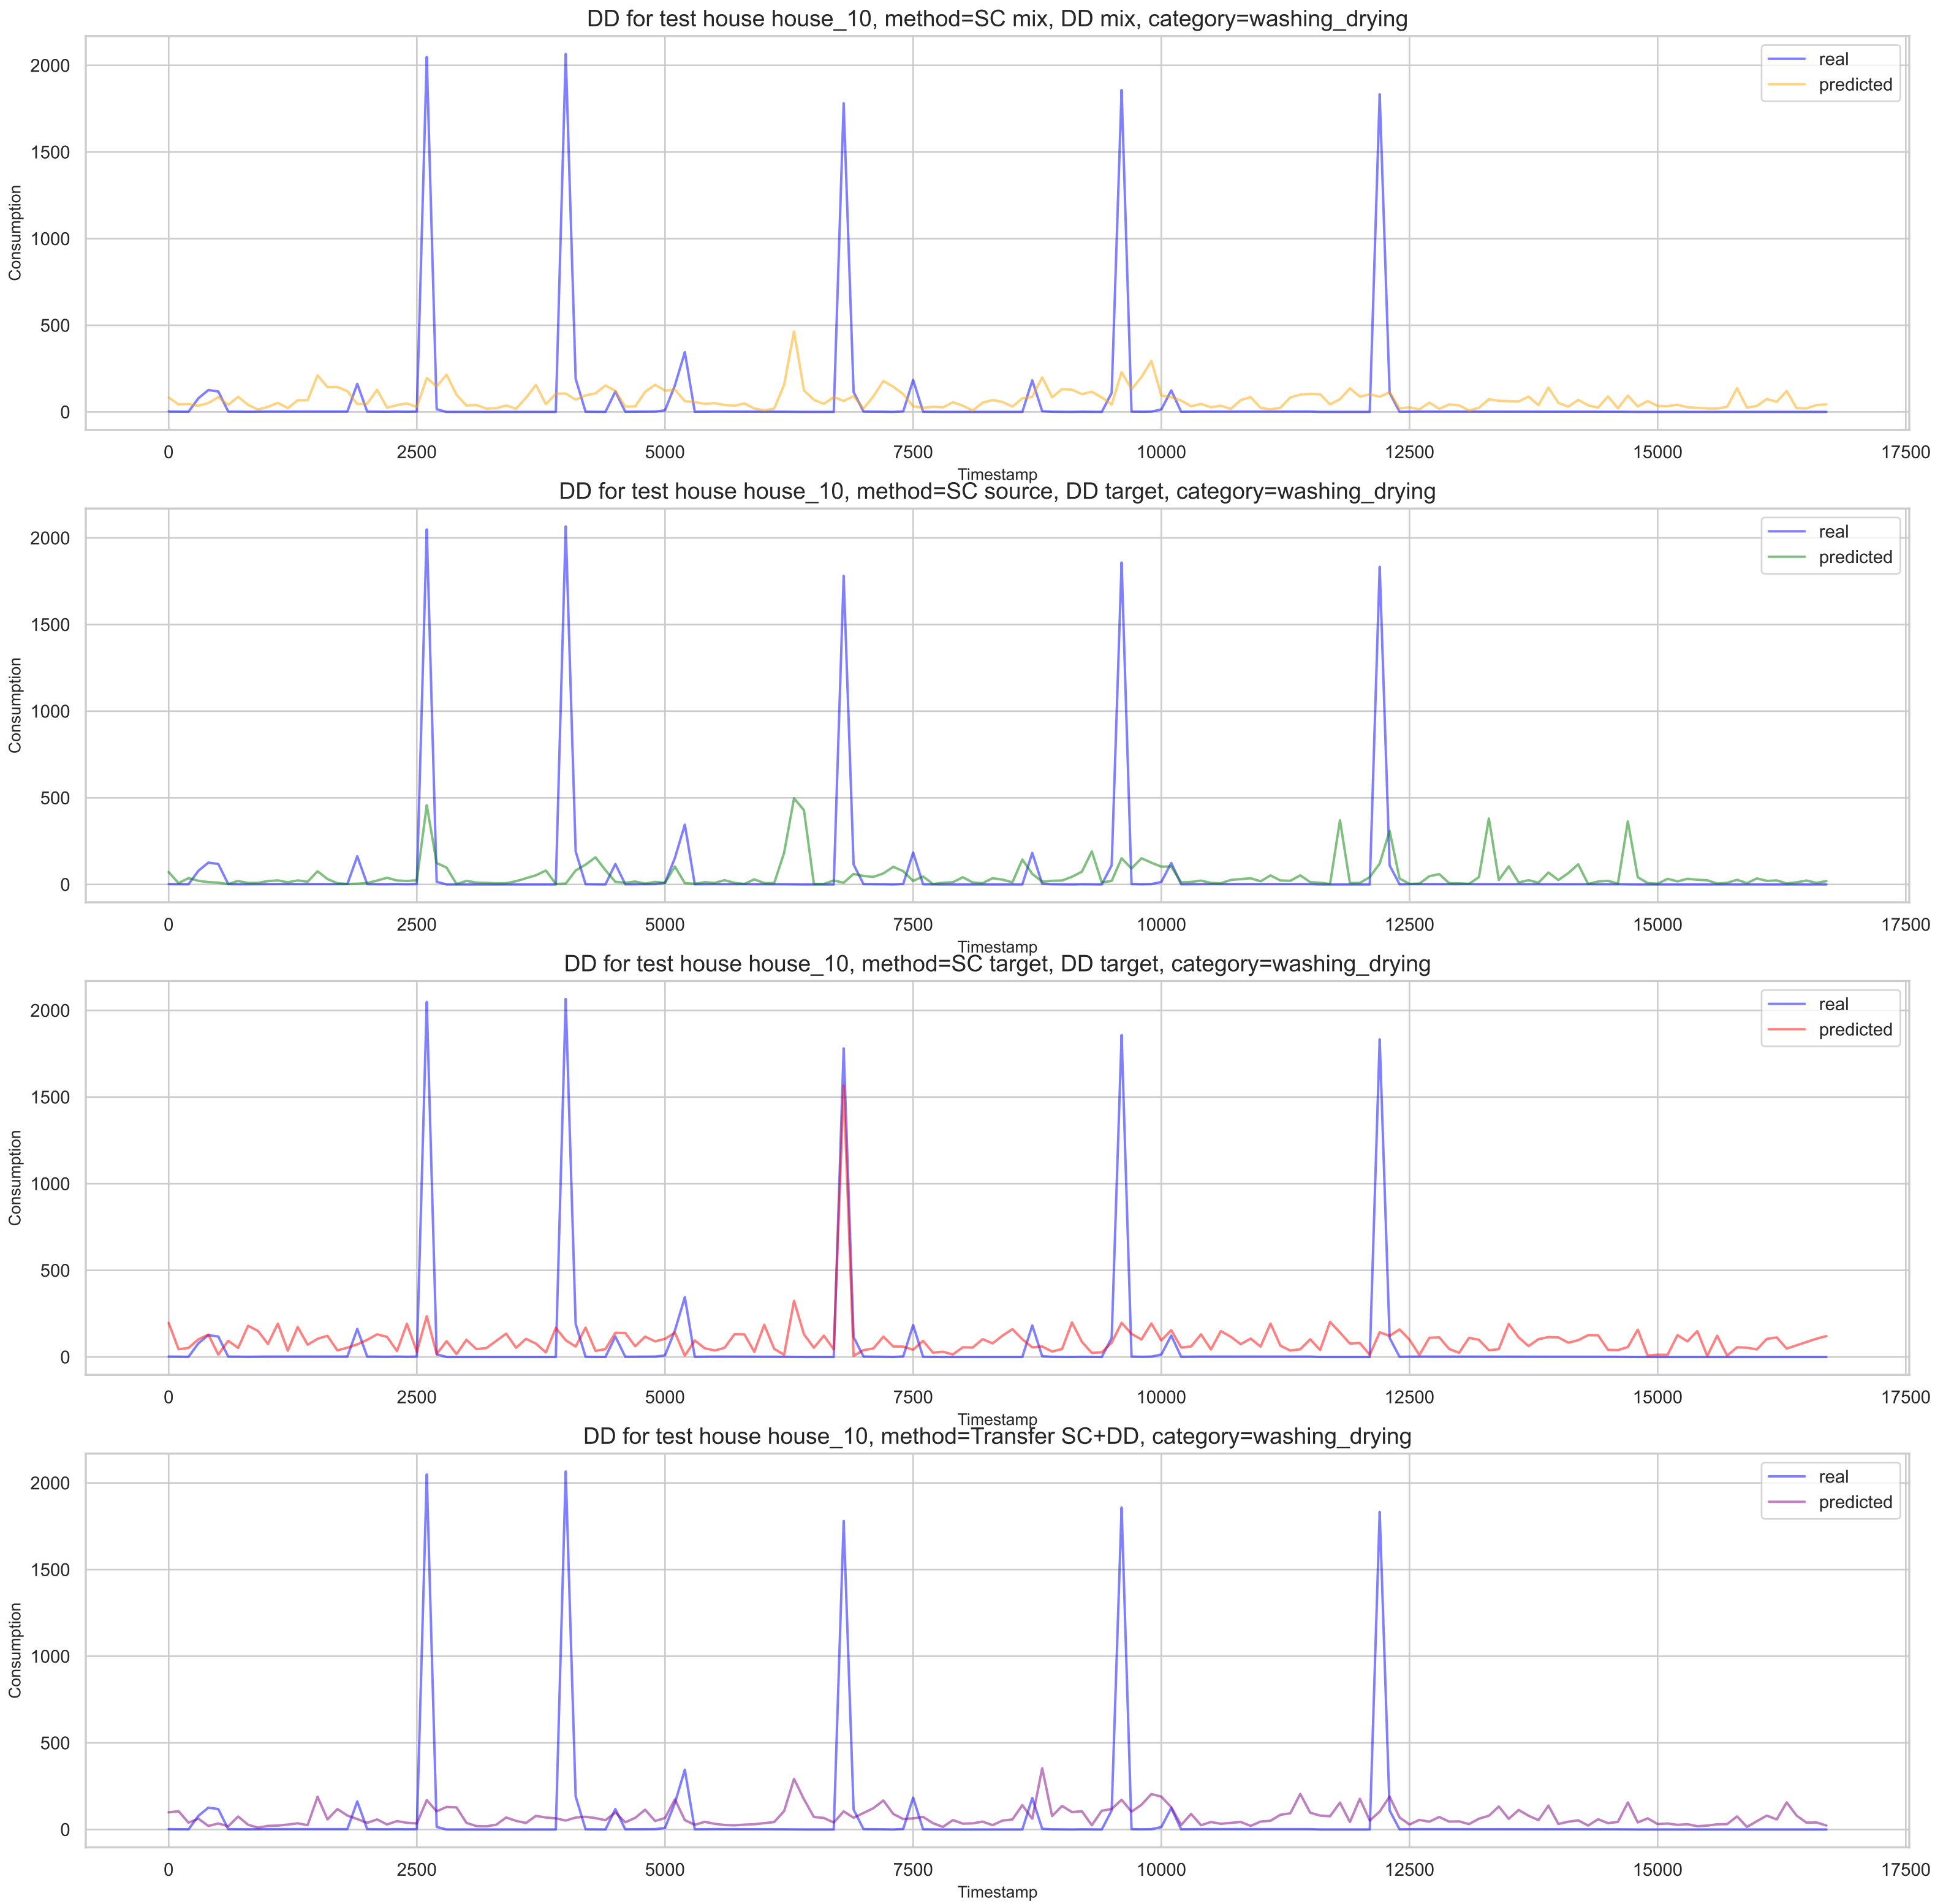 DD for test house house_10, method=SC mix, DD mix, category=washing_drying
real
predicted
2000
1500
1000
500
0
Consumption
0 2500 5000 7500 10000 12500 15000 17500
Timestamp
DD for test house house_10, method=SC source, DD target, category=washing_drying
real
predicted
2000
1500
1000
500
0
Consumption
0 2500 5000 7500 10000 12500 15000 17500
Timestamp
DD for test house house_10, method=SC target, DD target, category=washing_drying
real
predicted
2000
1500
1000
500
0
Consumption
0 2500 5000 7500 10000 12500 15000 17500
Timestamp
DD for test house house_10, method=Transfer SC+DD, category=washing_drying
real
predicted
2000
1500
1000
500
0
Consumption
0 2500 5000 7500 10000 12500 15000 17500
Timestamp